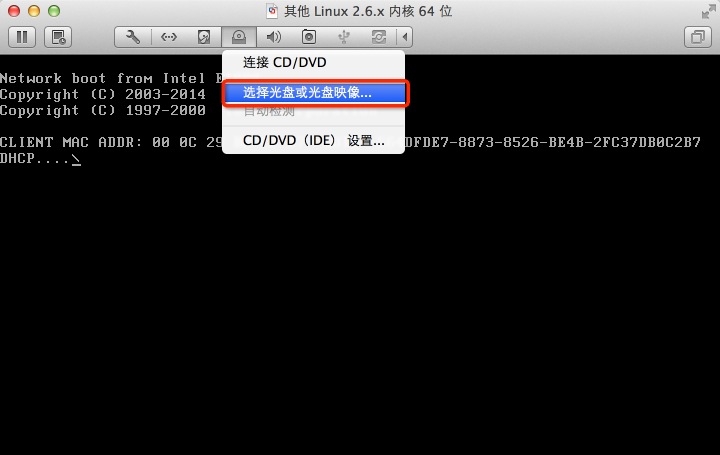 其他 Linux 2.6.x 内核 64 位
连接 CD/DVD
选择光盘或光盘映像...
自动检测
CD/DVD（IDE） 设置...
Network boot from Intel E
Copyright (C) 2003-2014
Copyright (C) 1997-2000
CLIENT MAC ADDR: 00 0C 29 DFDE7-8873-8526-BE4B-2FC37DB0C2B7
DHCP....\